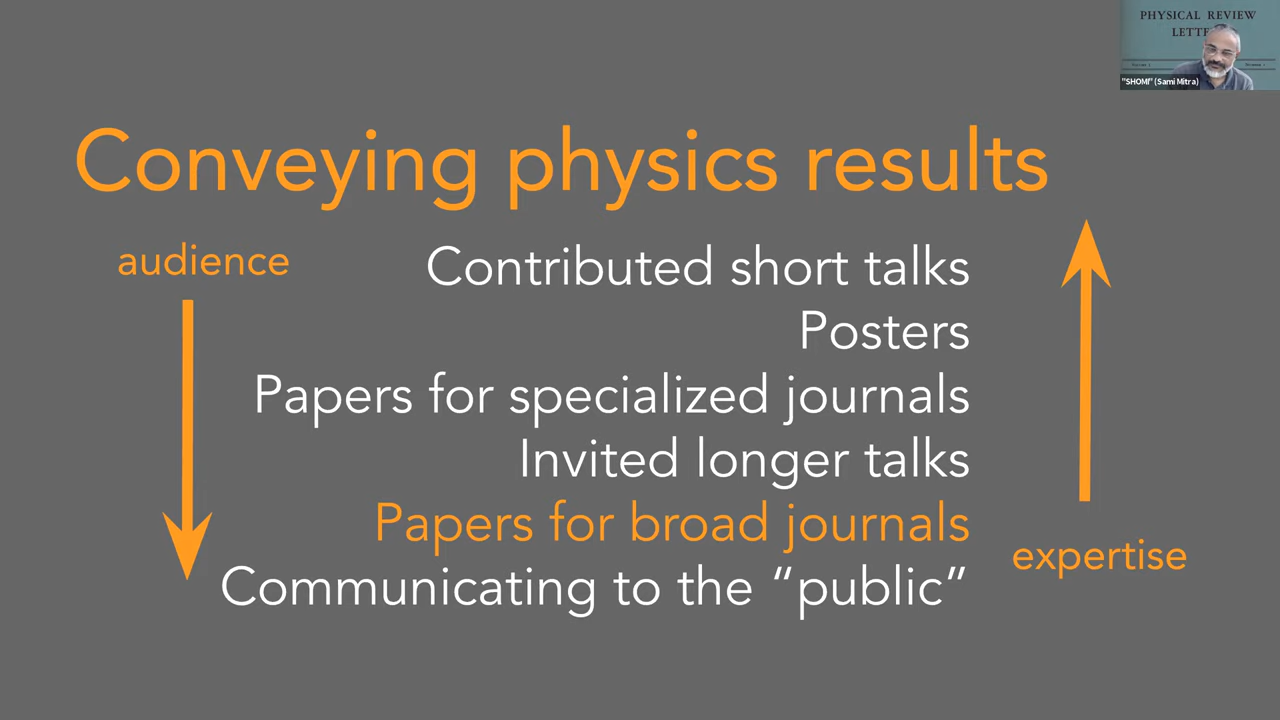 PHYSICAL REVIEW
"SHOMI" (Sami Mitra)
Conveying physics results
audience
Contributed short talks
Posters
Papers for specialized journals
Invited longer talks
Papers for broad journals
expertise
Communicating to the “public”